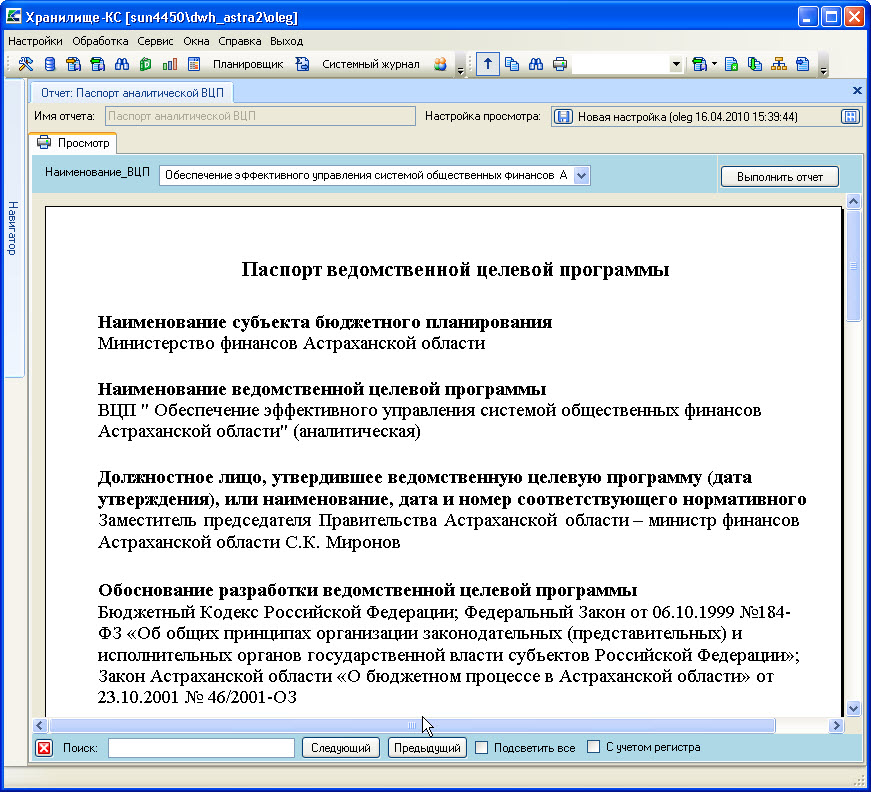 Хранилище-КС [sun4450\dwh_astra2\oleg]
Настройки Обработка Сервис Окна Справка Выход
Планировщик Системный журнал
Отчет: Паспорт аналитической ВЦП
Имя отчета: Паспорт аналитической ВЦП Настройка просмотра: Новая настройка (oleg 16.04.2010 15:39:44)
Просмотр
Наименование_ВЦП Обеспечение эффективного управления системой общественных финансов А Выполнить отчет
Навигатор
Паспорт ведомственной целевой программы
Наименование субъекта бюджетного планирования
Министерство финансов Астраханской области
Наименование ведомственной целевой программы
ВЦП " Обеспечение эффективного управления системой общественных финансов
Астраханской области" (аналитическая)
Должностное лицо, утвердившее ведомственную целевую программу (дата
утверждения), или наименование, дата и номер соответствующего нормативного
Заместитель председателя Правительства Астраханской области – министр финансов
Астраханской области С.К. Миронов
Обоснование разработки ведомственной целевой программы
Бюджетный Кодекс Российской Федерации; Федеральный Закон от 06.10.1999 №184-
ФЗ «Об общих принципах организации законодательных (представительных) и
исполнительных органов государственной власти субъектов Российской Федерации»;
Закон Астраханской области «О бюджетном процессе в Астраханской области» от
23.10.2001 № 46/2001-ОЗ
Поиск: Следующий Предыдущий Подсветить все С учетом регистра